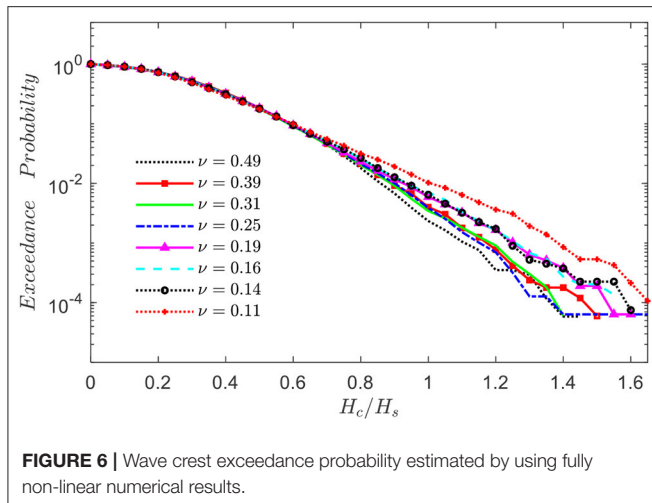 Exceedance Probability
10^0
10^-2
10^-4
ν = 0.49
ν = 0.39
ν = 0.31
ν = 0.25
ν = 0.19
ν = 0.16
ν = 0.14
ν = 0.11
0 0.2 0.4 0.6 0.8 1 1.2 1.4 1.6
H_c/H_s
FIGURE 6 | Wave crest exceedance probability estimated by using fully
non-linear numerical results.